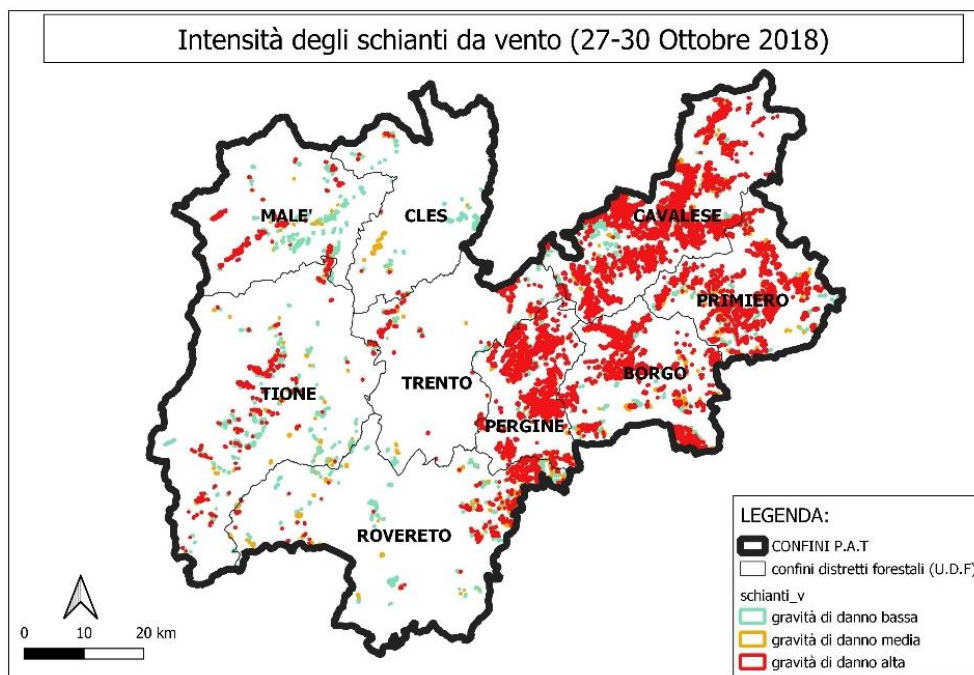 Intensità degli schianti da vento (27-30 Ottobre 2018)
MALE'
CLES
CAVALESE
PRIMIERO
TIONE
TRENTO
BORGO
PERGINE
ROVERETO
LEGENDA:
CONFINI P.A.T
confini distretti forestali (U.D.F)
schianti_v
gravità di danno bassa
gravità di danno media
gravità di danno alta
0 10 20 km